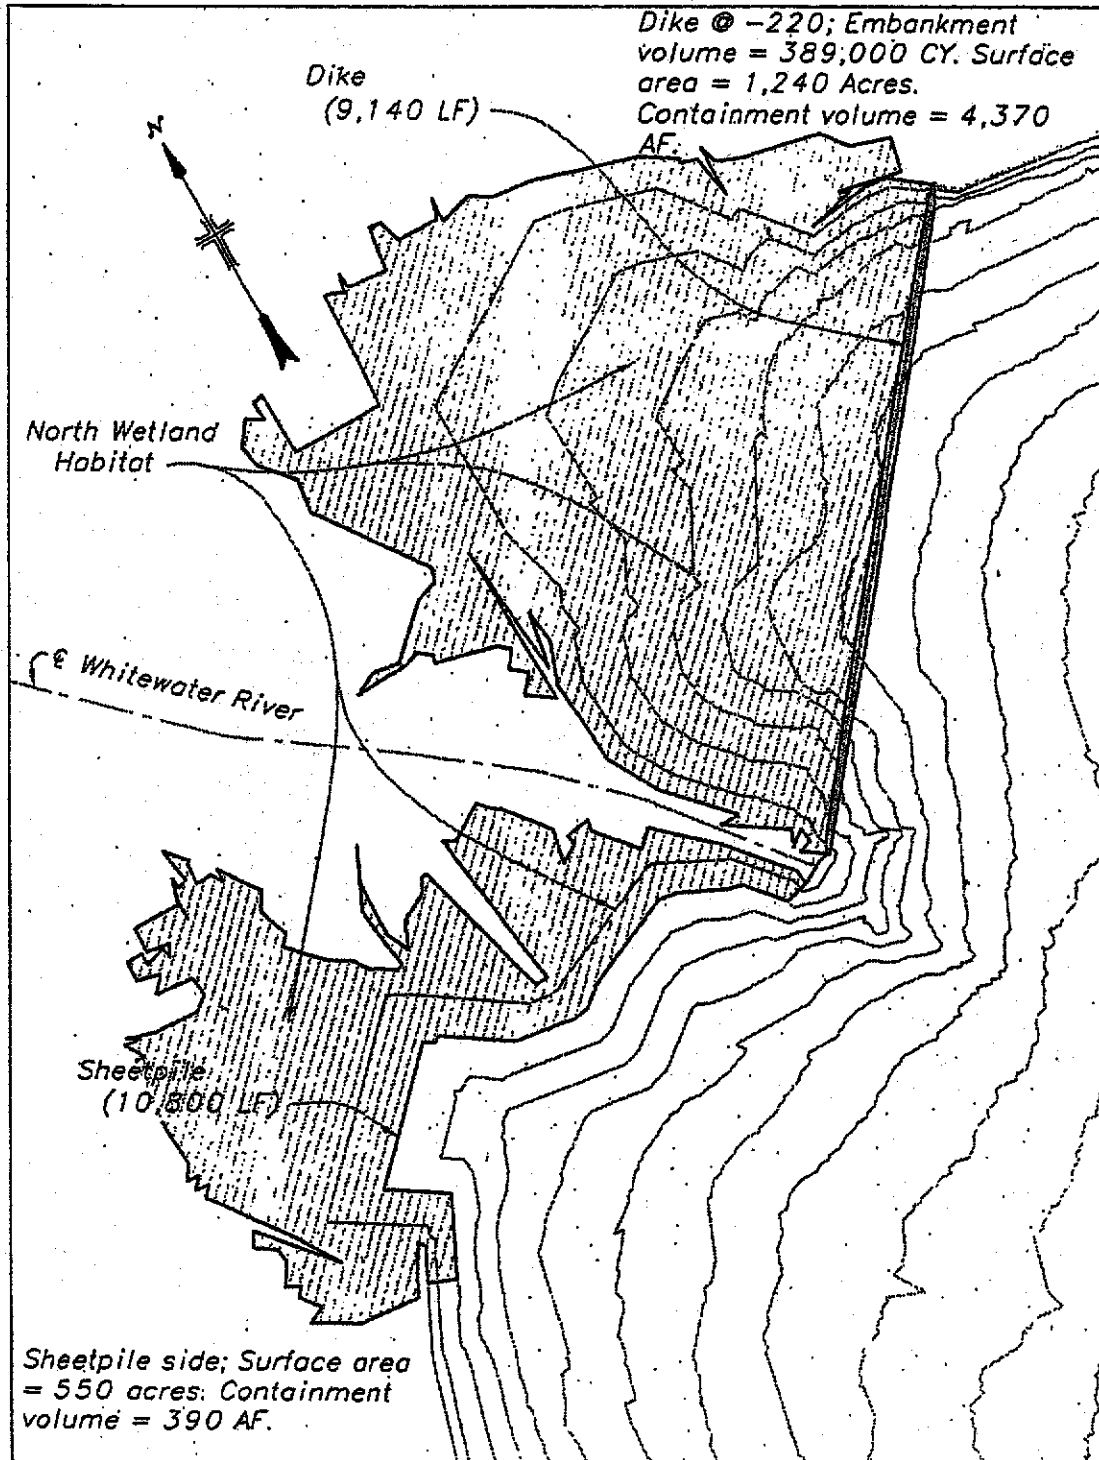 Dike @ -220; Embankment
volume = 389,000 CY. Surface
area = 1,240 Acres.
Containment volume = 4,370
AF.
Dike
(9,140 LF)
N
North Wetland
Habitat
℄ Whitewater River
Sheetpile
(10,800 LF)
Sheetpile side; Surface area
= 550 acres. Containment
volume = 390 AF.